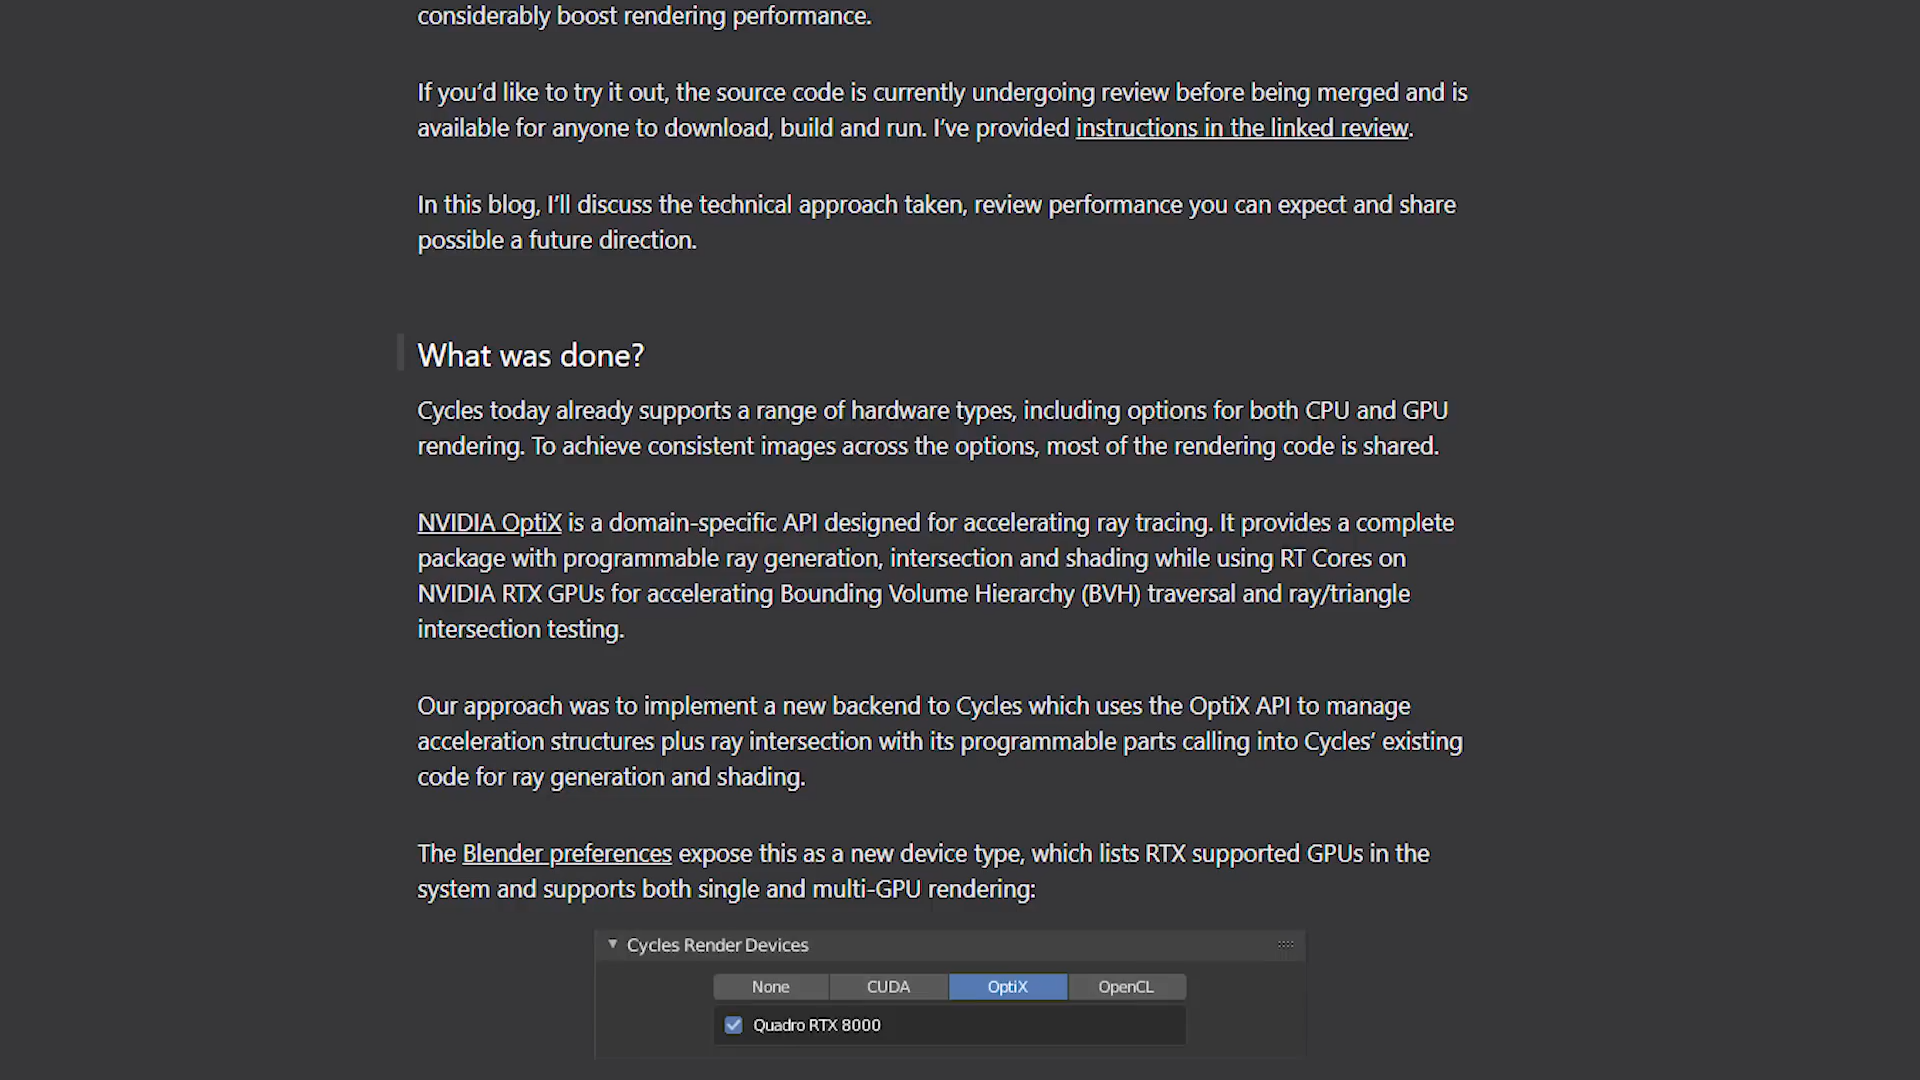 considerably boost rendering performance.
If you’d like to try it out, the source code is currently undergoing review before being merged and is
available for anyone to download, build and run. I’ve provided instructions in the linked review.
In this blog, I’ll discuss the technical approach taken, review performance you can expect and share
possible a future direction.
What was done?
Cycles today already supports a range of hardware types, including options for both CPU and GPU
rendering. To achieve consistent images across the options, most of the rendering code is shared.
NVIDIA OptiX is a domain-specific API designed for accelerating ray tracing. It provides a complete
package with programmable ray generation, intersection and shading while using RT Cores on
NVIDIA RTX GPUs for accelerating Bounding Volume Hierarchy (BVH) traversal and ray/triangle
intersection testing.
Our approach was to implement a new backend to Cycles which uses the OptiX API to manage
acceleration structures plus ray intersection with its programmable parts calling into Cycles’ existing
code for ray generation and shading.
The Blender preferences expose this as a new device type, which lists RTX supported GPUs in the
system and supports both single and multi-GPU rendering:
Cycles Render Devices
None CUDA OptiX OpenCL
Quadro RTX 8000